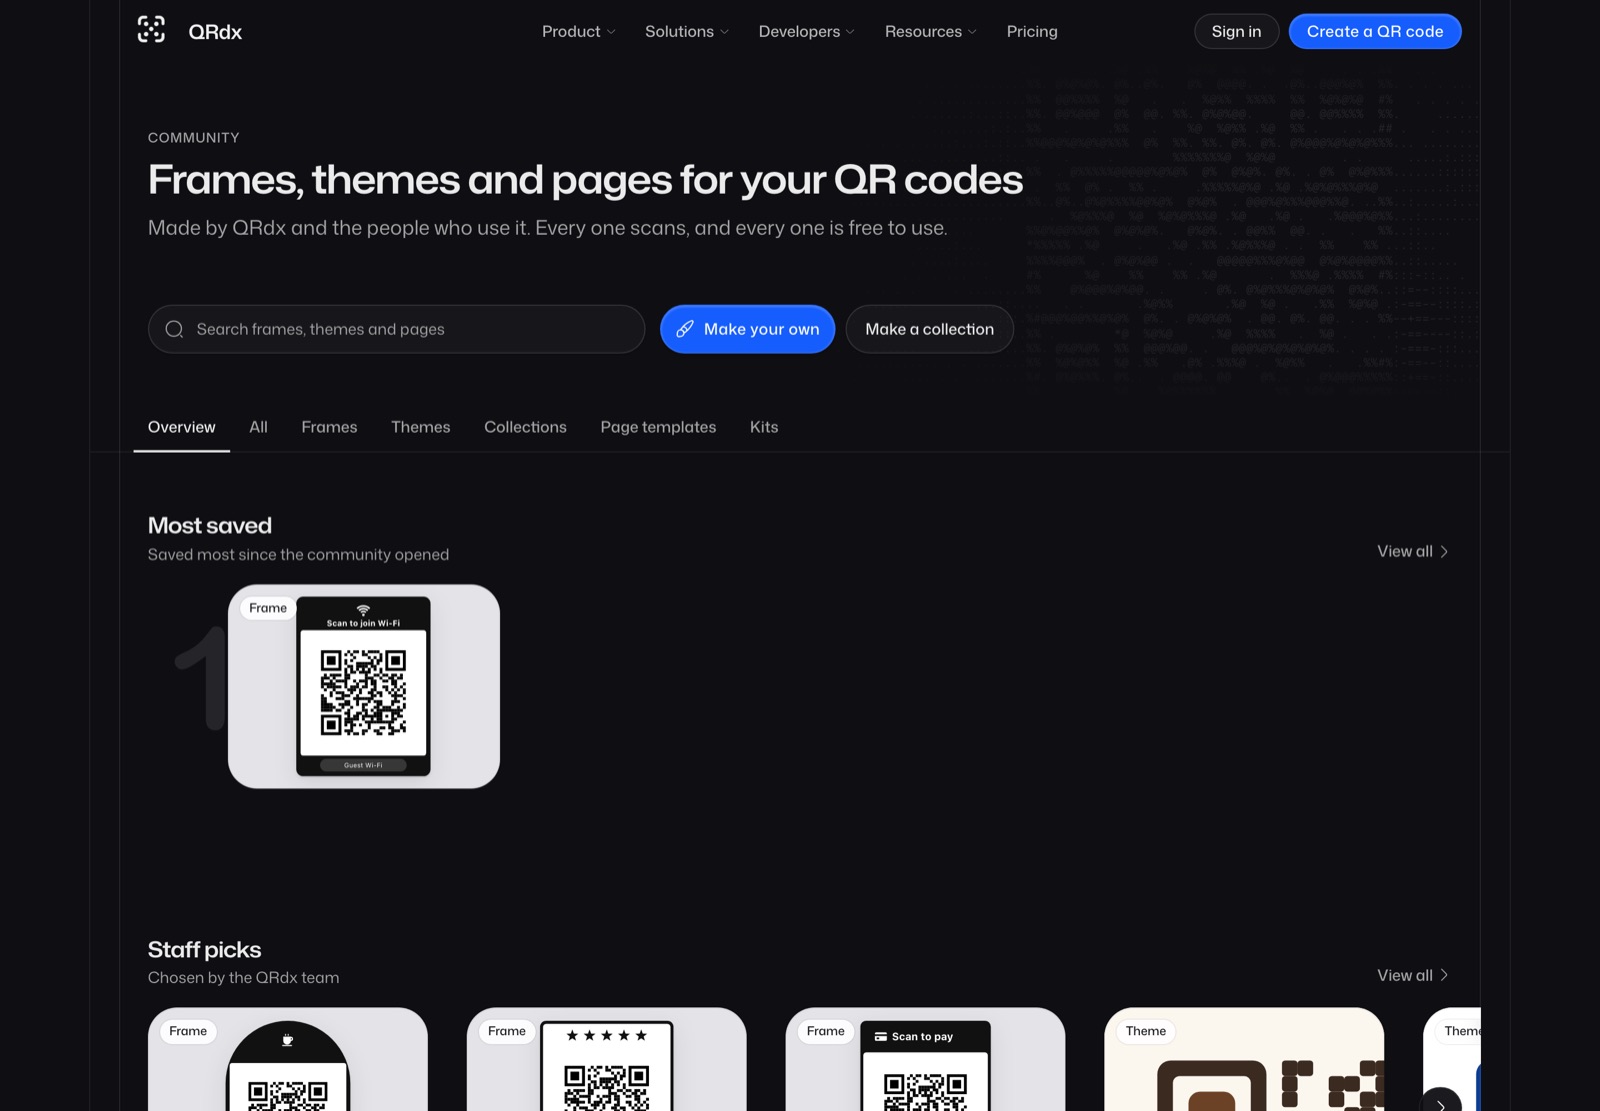 QRdx
Product
Solutions
Developers
Resources
Pricing
Sign in
Create a QR code
COMMUNITY
Frames, themes and pages for your QR codes
Made by QRdx and the people who use it. Every one scans, and every one is free to use.
Search frames, themes and pages
Make your own
Make a collection
Overview
All
Frames
Themes
Collections
Page templates
Kits
Most saved
Saved most since the community opened
View all
1
Frame
Scan to join Wi-Fi
Guest Wi-Fi
Staff picks
Chosen by the QRdx team
View all
Frame
Frame
Frame
Scan to pay
Theme
Theme